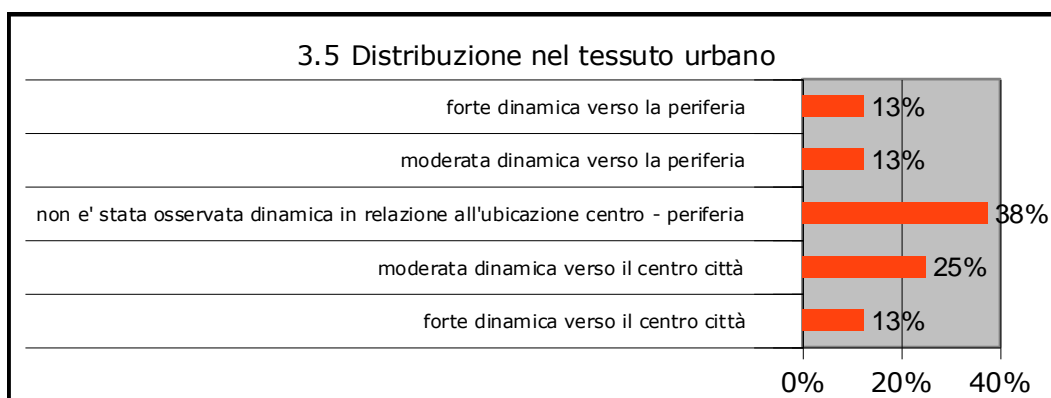 3.5 Distribuzione nel tessuto urbano
forte dinamica verso la periferia 13%
moderata dinamica verso la periferia 13%
non e' stata osservata dinamica in relazione all'ubicazione centro - periferia 38%
moderata dinamica verso il centro città 25%
forte dinamica verso il centro città 13%
0% 20% 40%